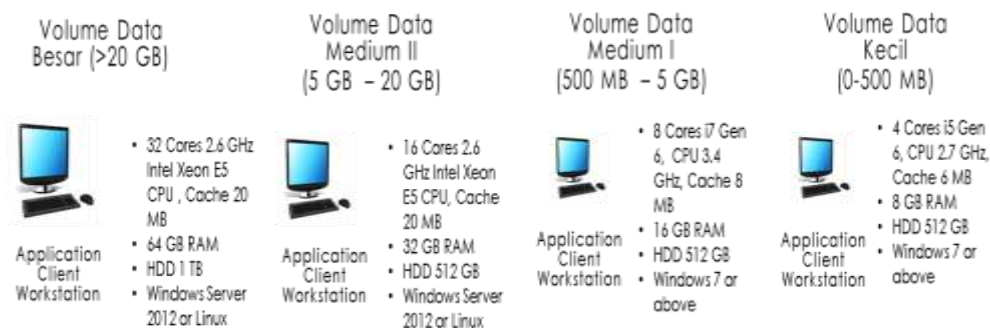 Volume Data
Besar (>20 GB)
Application
Client
Workstation
• 32 Cores 2.6 GHz
Intel Xeon E5
CPU , Cache 20
MB
• 64 GB RAM
• HDD 1 TB
• Windows Server
2012 or Linux
Volume Data
Medium II
(5 GB – 20 GB)
Application
Client
Workstation
• 16 Cores 2.6
GHz Intel Xeon
E5 CPU, Cache
20 MB
• 32 GB RAM
• HDD 512 GB
• Windows Server
2012 or Linux
Volume Data
Medium I
(500 MB – 5 GB)
Application
Client
Workstation
• 8 Cores i7 Gen
6, CPU 3.4
GHz, Cache 8
MB
• 16 GB RAM
• HDD 512 GB
• Windows 7 or
above
Volume Data
Kecil
(0-500 MB)
Application
Client
Workstation
• 4 Cores i5 Gen
6, CPU 2.7 GHz,
Cache 6 MB
• 8 GB RAM
• HDD 512 GB
• Windows 7 or
above